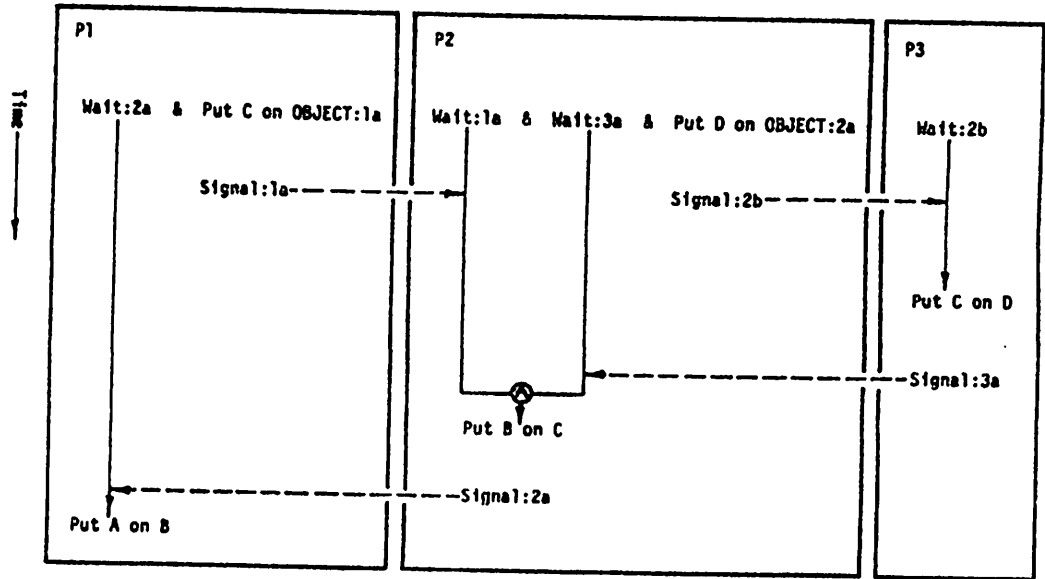 P1
P2
P3
Time
Wait:2a & Put C on OBJECT:1a
Wait:1a & Wait:3a & Put D on OBJECT:2a
Wait:2b
Signal:1a
Signal:2b
Put C on D
Signal:3a
Put B on C
Signal:2a
Put A on B